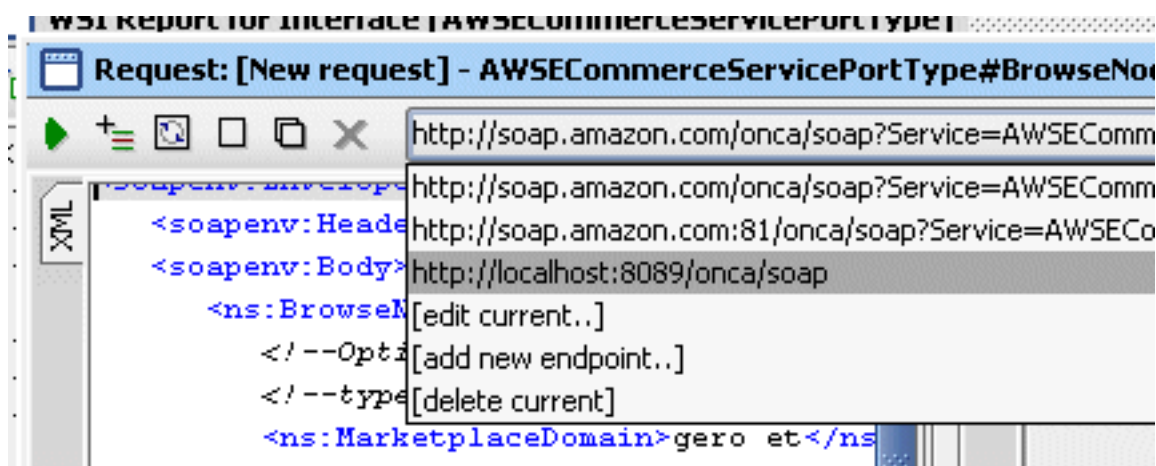 WSI Report for Interface [AWSECommerceServicePortType]
Request: [New request] - AWSECommerceServicePortType#BrowseNod
http://soap.amazon.com/onca/soap?Service=AWSEComm
http://soap.amazon.com/onca/soap?Service=AWSEComm
http://soap.amazon.com:81/onca/soap?Service=AWSECo
http://localhost:8089/onca/soap
[edit current..]
[add new endpoint..]
[delete current]
XML
<soapenv:Envelope
<soapenv:Heade
<soapenv:Body>
<ns:BrowseN
<!--Opti
<!--type
<ns:MarketplaceDomain>gero et</ns